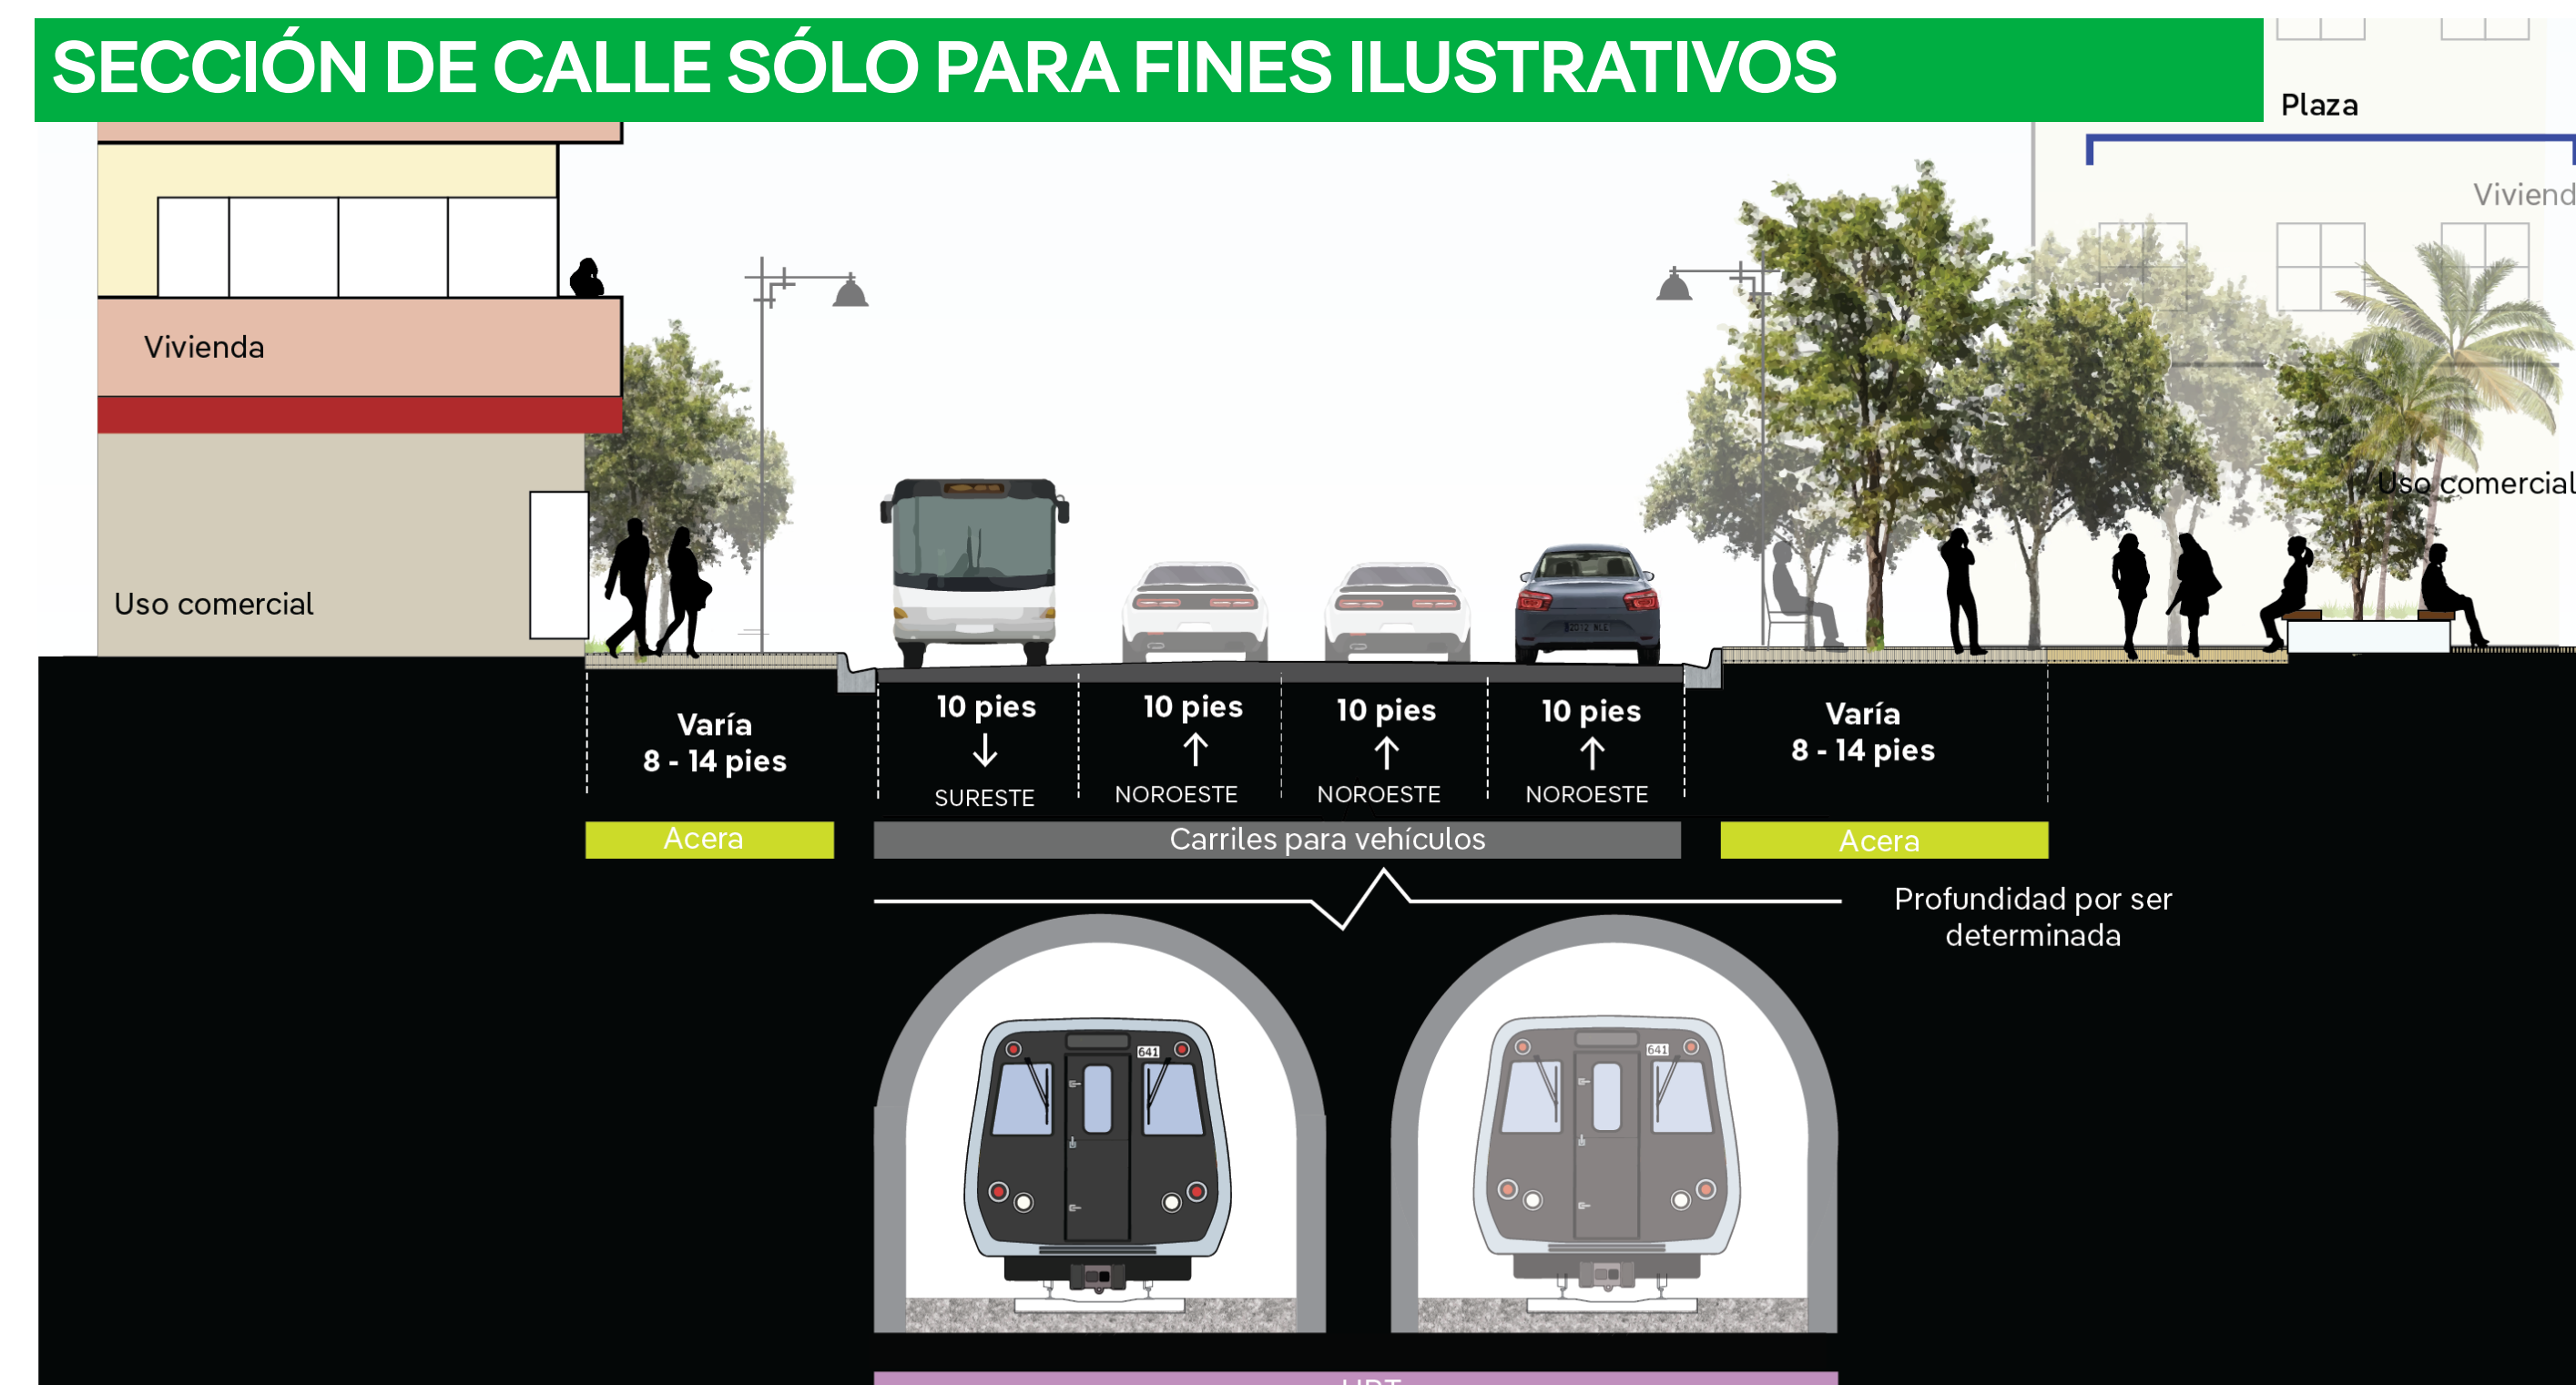 SECCIÓN DE CALLE SÓLO PARA FINES ILUSTRATIVOS
Plaza
Vivienda
Uso comercial
Uso comercial
10 pies
10 pies
10 pies
10 pies
Varía
8 - 14 pies
Varía
8 - 14 pies
SURESTE
NOROESTE
NOROESTE
NOROESTE
Acera
Carriles para vehículos
Acera
Profundidad por ser
determinada
641
641